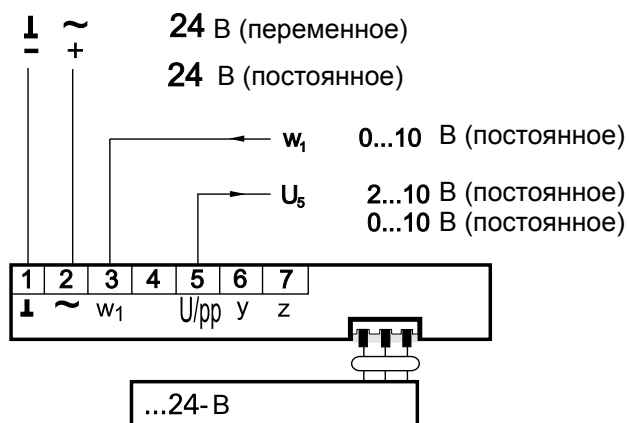 ⊥ ~ 24 В (переменное)
– + 
24 В (постоянное)
w₁ 0...10 В (постоянное)
U₅ 2...10 В (постоянное)
0...10 В (постоянное)
1 2 3 4 5 6 7
⊥ ~ w₁ U/pp y z
...24-В